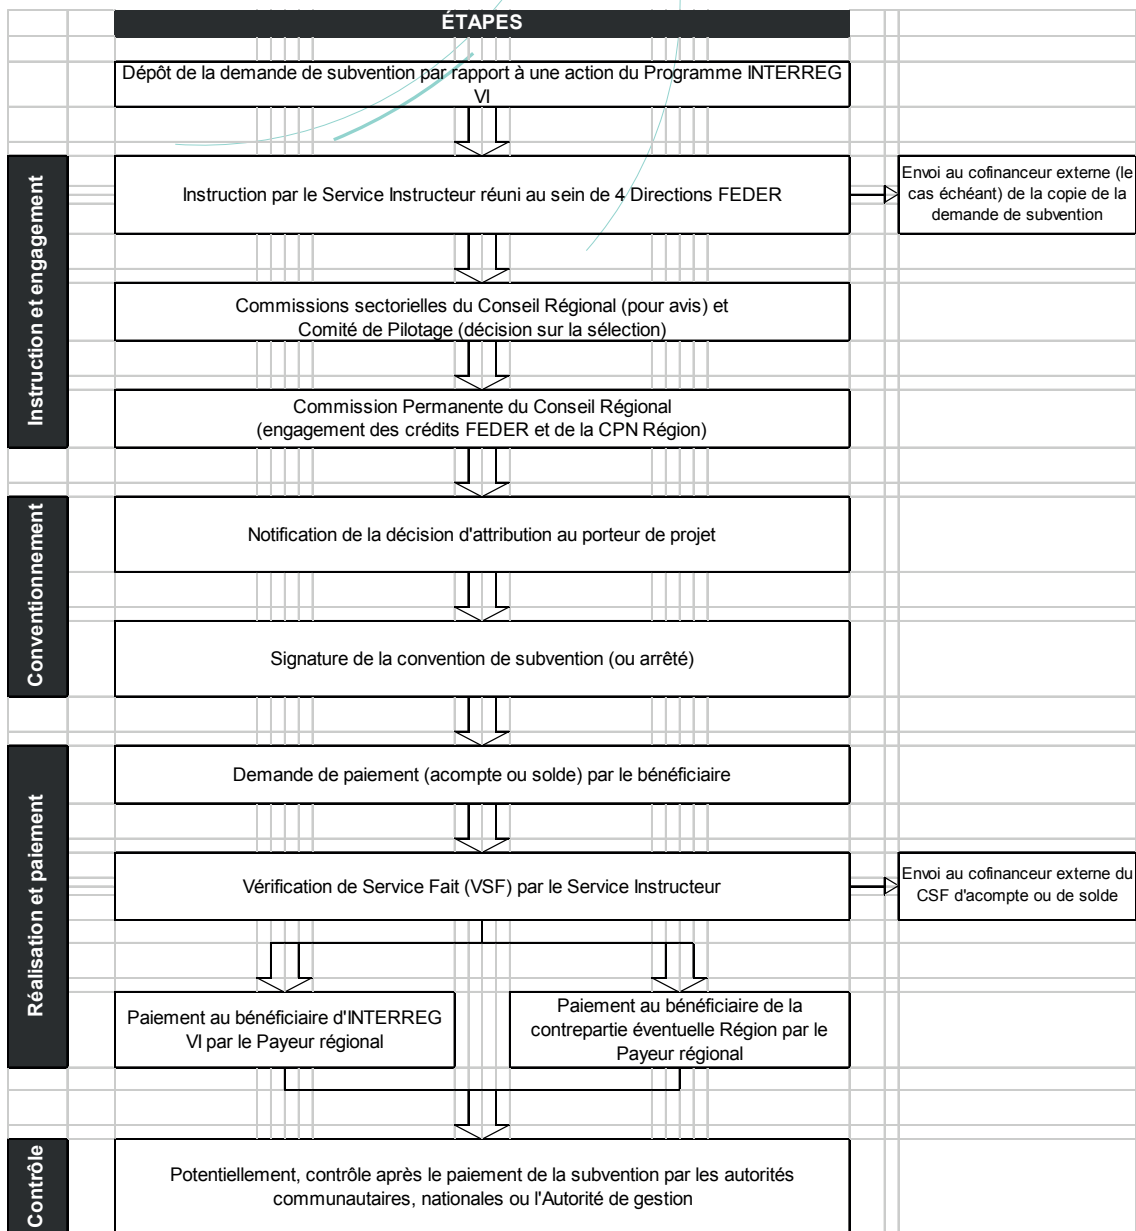 ÉTAPES
Dépôt de la demande de subvention par rapport à une action du Programme INTERREG
VI
Instruction et engagement
Instruction par le Service Instructeur réuni au sein de 4 Directions FEDER
Envoi au cofinanceur externe (le
cas échéant) de la copie de la
demande de subvention
Commissions sectorielles du Conseil Régional (pour avis) et
Comité de Pilotage (décision sur la sélection)
Commission Permanente du Conseil Régional
(engagement des crédits FEDER et de la CPN Région)
Conventionnement
Notification de la décision d'attribution au porteur de projet
Signature de la convention de subvention (ou arrêté)
Réalisation et paiement
Demande de paiement (acompte ou solde) par le bénéficiaire
Vérification de Service Fait (VSF) par le Service Instructeur
Envoi au cofinanceur externe du
CSF d'acompte ou de solde
Paiement au bénéficiaire d'INTERREG
VI par le Payeur régional
Paiement au bénéficiaire de la
contrepartie éventuelle Région par le
Payeur régional
Contrôle
Potentiellement, contrôle après le paiement de la subvention par les autorités
communautaires, nationales ou l'Autorité de gestion